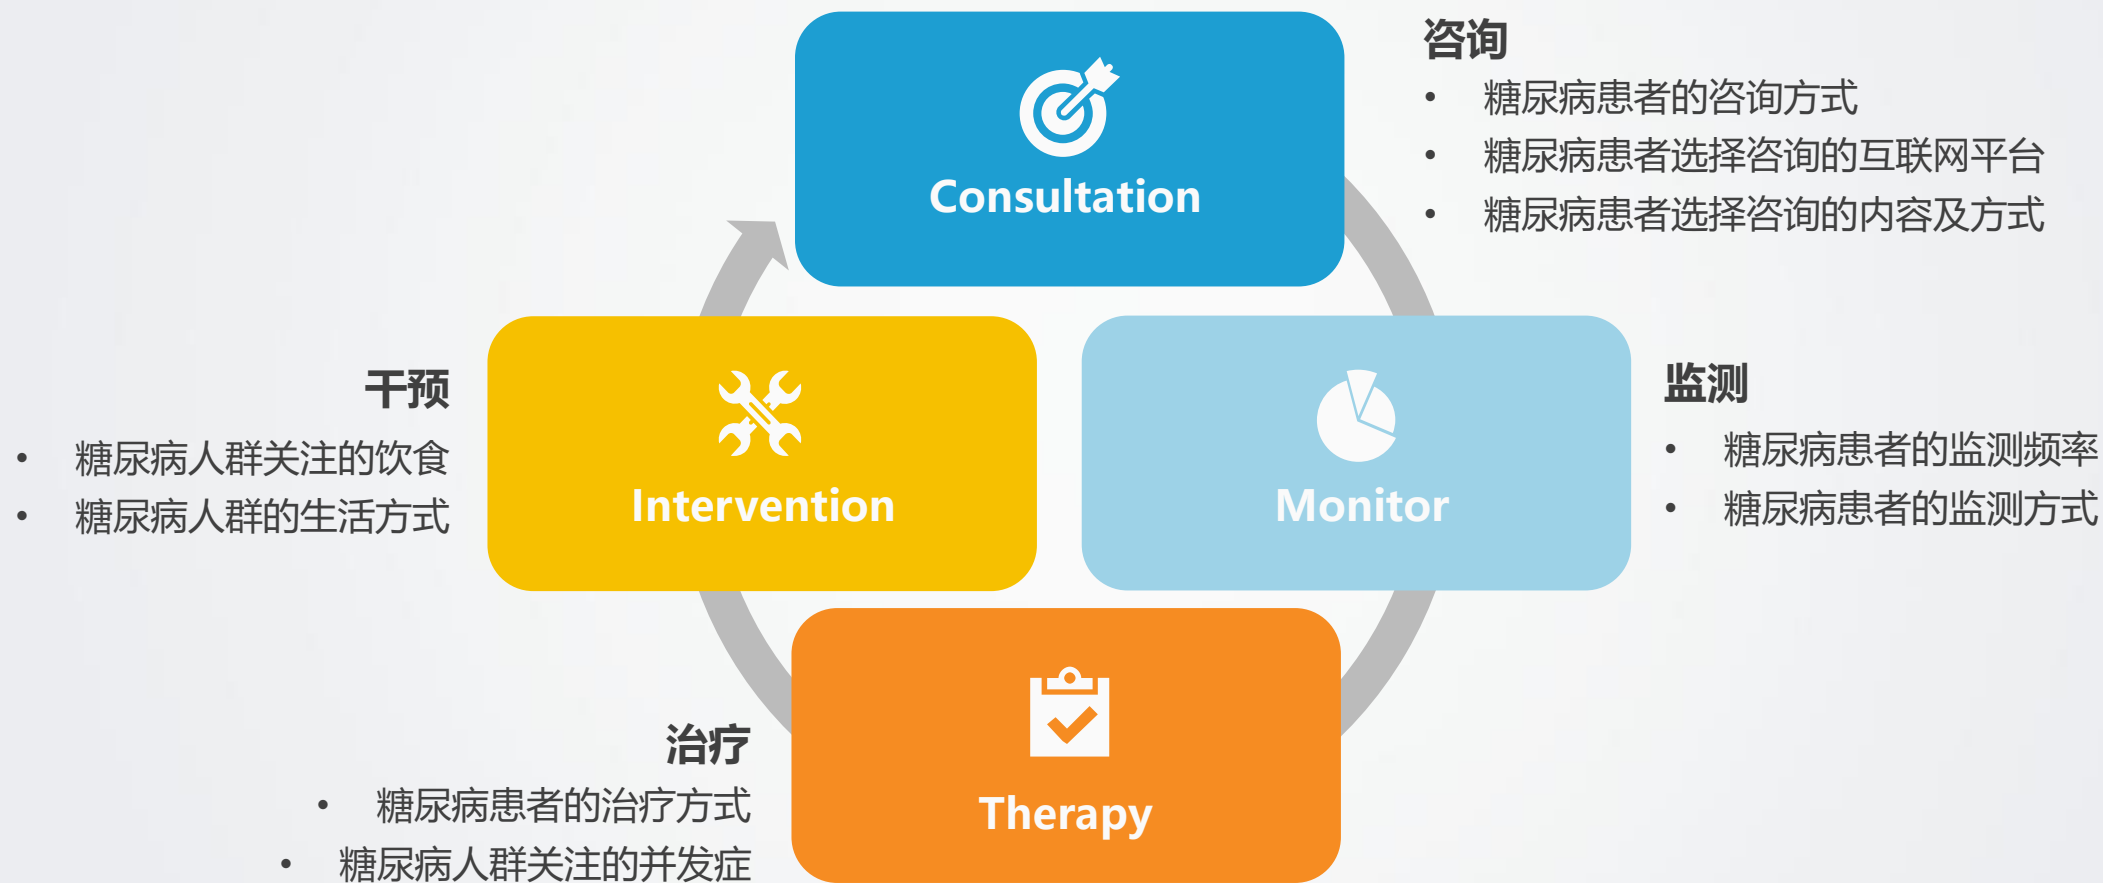 Consultation
咨询
• 糖尿病患者的咨询方式
• 糖尿病患者选择咨询的互联网平台
• 糖尿病患者选择咨询的内容及方式
Monitor
监测
• 糖尿病患者的监测频率
• 糖尿病患者的监测方式
Therapy
治疗
• 糖尿病患者的治疗方式
• 糖尿病人群关注的并发症
Intervention
干预
• 糖尿病人群关注的饮食
• 糖尿病人群的生活方式